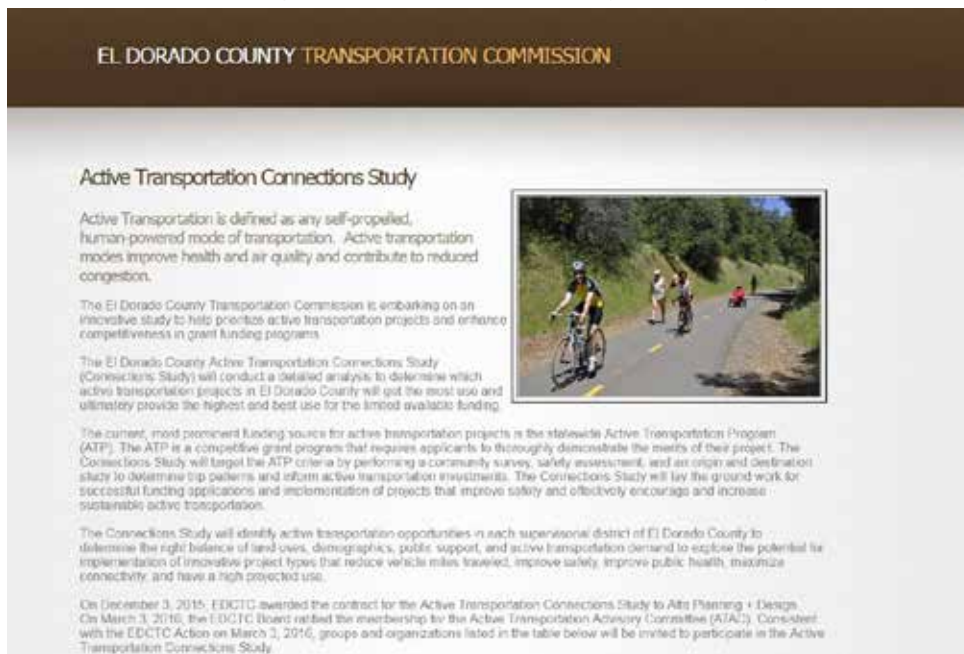 EL DORADO COUNTY TRANSPORTATION COMMISSION
Active Transportation Connections Study
Active Transportation is defined as any self-propelled,
human-powered mode of transportation. Active transportation
modes improve health and air quality and contribute to reduced
congestion.
The El Dorado County Transportation Commission is embarking on an
innovative study to help prioritize active transportation projects and enhance
competitiveness in grant funding programs
The El Dorado County Active Transportation Connections Study
(Connections Study) will conduct a detailed analysis to determine which
active transportation projects in El Dorado County will get the most use and
ultimately provide the highest and best use for the limited available funding.
The current, most prominent funding source for active transportation projects is the statewide Active Transportation Program
(ATP). The ATP is a competitive grant program that requires applicants to thoroughly demonstrate the merits of their project. The
Connections Study will target the ATP criteria by performing a community survey, safety assessment, and an origin and destination
study to determine trip patterns and inform active transportation investments. The Connections Study will lay the ground work for
successful funding applications and implementation of projects that improve safety and effectively encourage and increase
sustainable active transportation.
The Connections Study will identify active transportation opportunities in each supervisorial district of El Dorado County to
determine the right balance of land uses, demographics, public support, and active transportation demand to explore the potential for
implementation of innovative project types that reduce vehicle miles traveled, improve safety, improve public health, maximize
connectivity, and have a high projected use.
On December 3, 2015, EDCTC awarded the contract for the Active Transportation Connections Study to Alta Planning + Design.
On March 3, 2016, the EDCTC Board ratified the membership for the Active Transportation Advisory Committee (ATAC). Consistent
with the EDCTC Action on March 3, 2016, groups and organizations listed in the table below will be invited to participate in the Active
Transportation Connections Study.